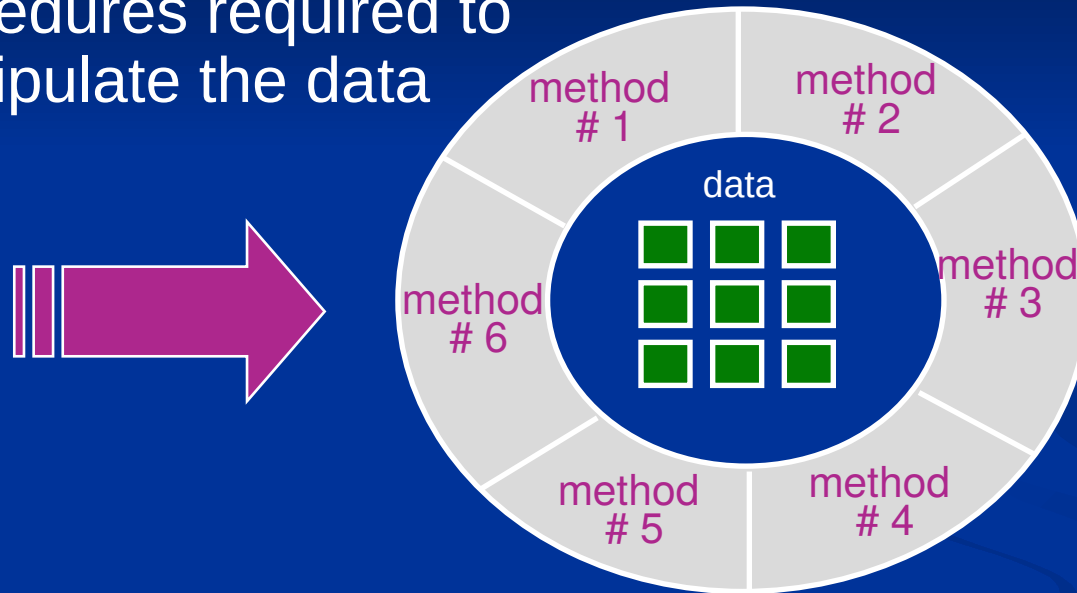 edures required to
ipulate the data
method
# 1
method
# 2
data
method
# 3
method
# 6
method
# 5
method
# 4